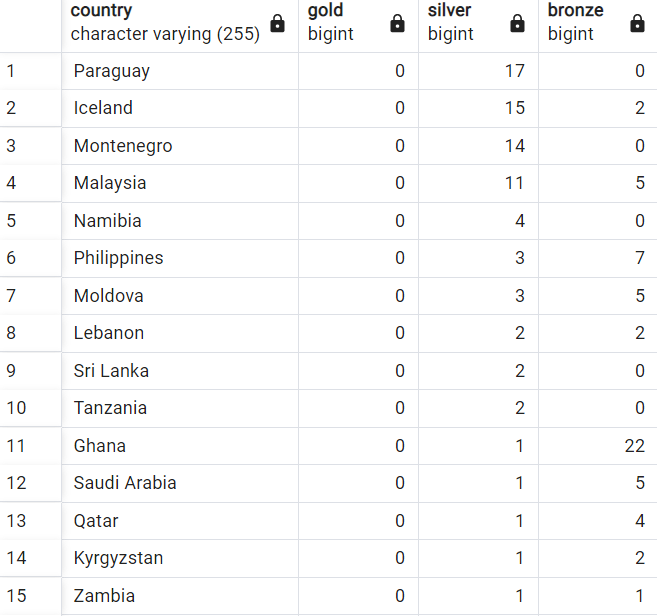 country gold silver bronze
character varying (255) bigint bigint bigint
1 Paraguay 0 17 0
2 Iceland 0 15 2
3 Montenegro 0 14 0
4 Malaysia 0 11 5
5 Namibia 0 4 0
6 Philippines 0 3 7
7 Moldova 0 3 5
8 Lebanon 0 2 2
9 Sri Lanka 0 2 0
10 Tanzania 0 2 0
11 Ghana 0 1 22
12 Saudi Arabia 0 1 5
13 Qatar 0 1 4
14 Kyrgyzstan 0 1 2
15 Zambia 0 1 1